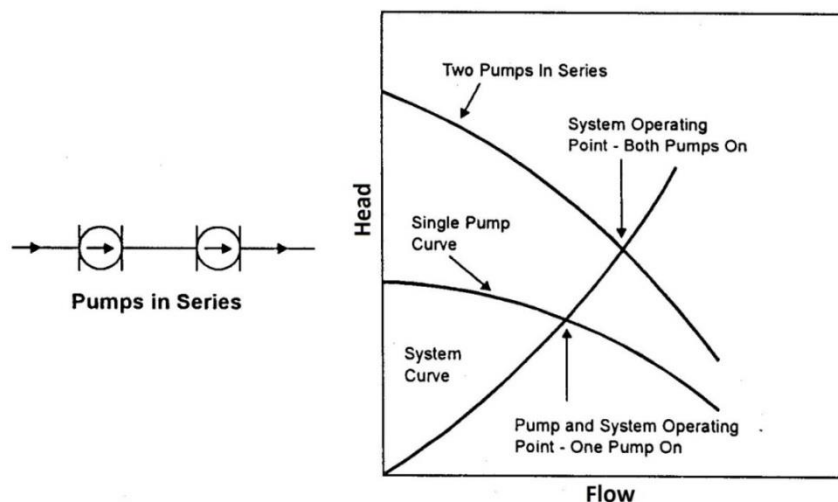 Pumps in Series
Two Pumps In Series
System Operating
Point - Both Pumps On
Single Pump
Curve
Head
System
Curve
Pump and System Operating
Point - One Pump On
Flow